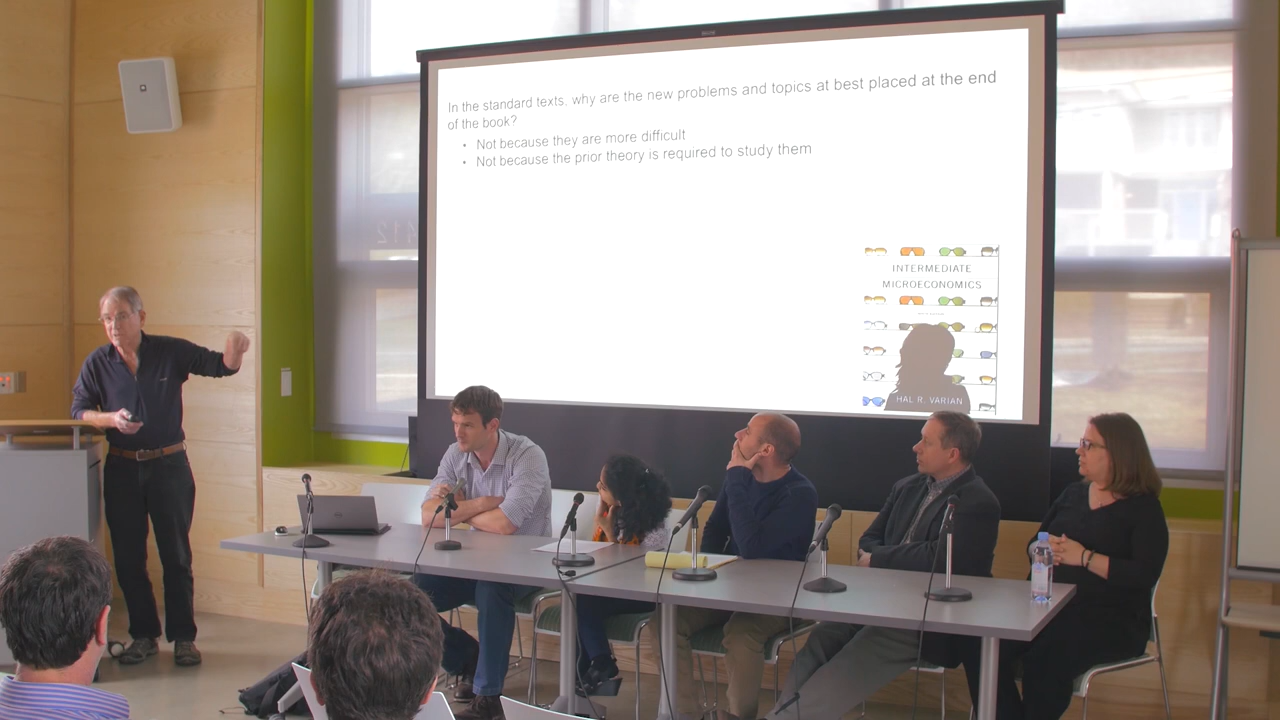 In the standard texts, why are the new problems and topics at best placed at the end
of the book?
• Not because they are more difficult
• Not because the prior theory is required to study them
INTERMEDIATE
MICROECONOMICS
HAL R. VARIAN